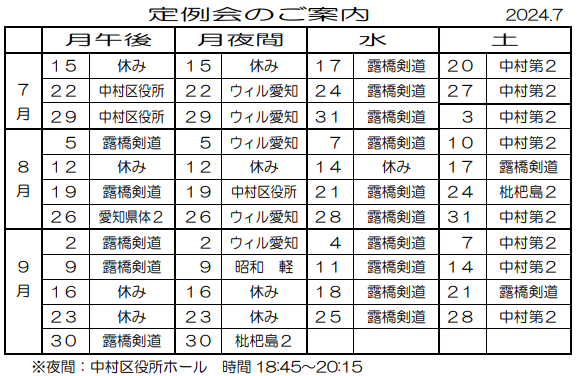 定例会のご案内 2024.7
月午後 月夜間 水 土
7月 15 休み 15 休み 17 露橋剣道 20 中村第2
22 中村区役所 22 ウィル愛知 24 露橋剣道 27 中村第2
29 中村区役所 29 ウィル愛知 31 露橋剣道 3 中村第2
8月 5 露橋剣道 5 ウィル愛知 7 露橋剣道 10 中村第2
12 休み 12 休み 14 休み 17 露橋剣道
19 露橋剣道 19 中村区役所 21 露橋剣道 24 枇杷島2
26 愛知県体2 26 ウィル愛知 28 露橋剣道 31 中村第2
9月 2 露橋剣道 2 ウィル愛知 4 露橋剣道 7 中村第2
9 露橋剣道 9 昭和 軽 11 露橋剣道 14 中村第2
16 休み 16 休み 18 露橋剣道 21 露橋剣道
23 休み 23 休み 25 露橋剣道 28 中村第2
30 露橋剣道 30 枇杷島2
※夜間：中村区役所ホール 時間 18:45～20:15